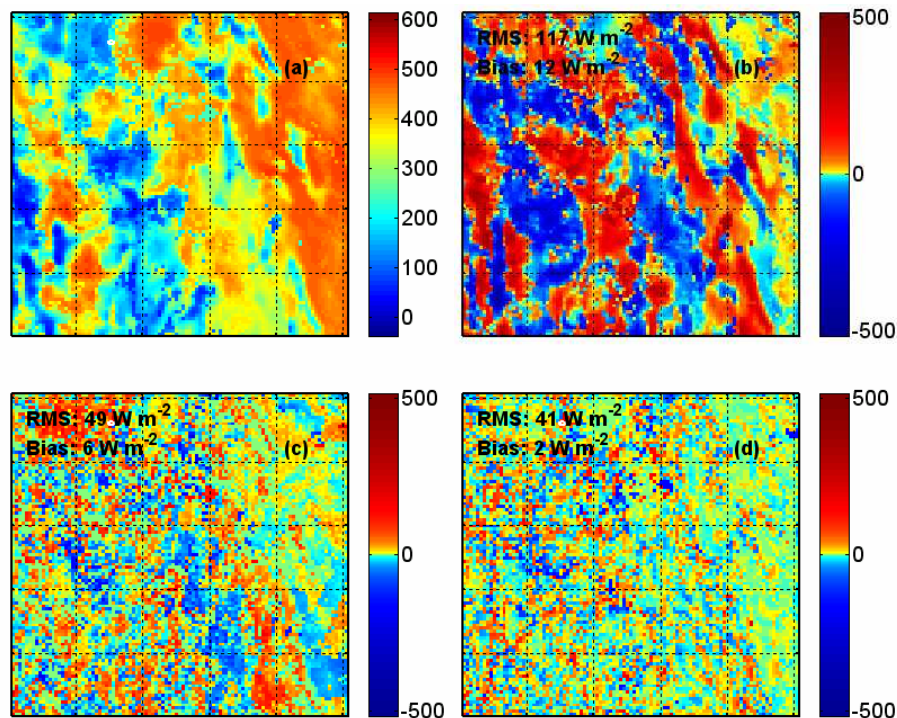 (a)
600
500
400
300
200
100
0
RMS: 117 W m-2
Bias: 12 W m-2
(b)
500
0
-500
RMS: 49 W m-2
Bias: 6 W m-2
(c)
500
0
-500
RMS: 41 W m-2
Bias: 2 W m-2
(d)
500
0
-500